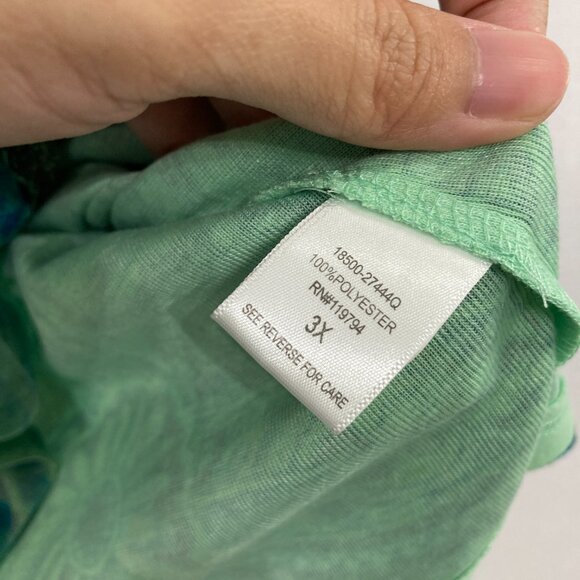 18500-27444Q
100%POLYESTER
RN#119794
3X
SEE REVERSE FOR CARE